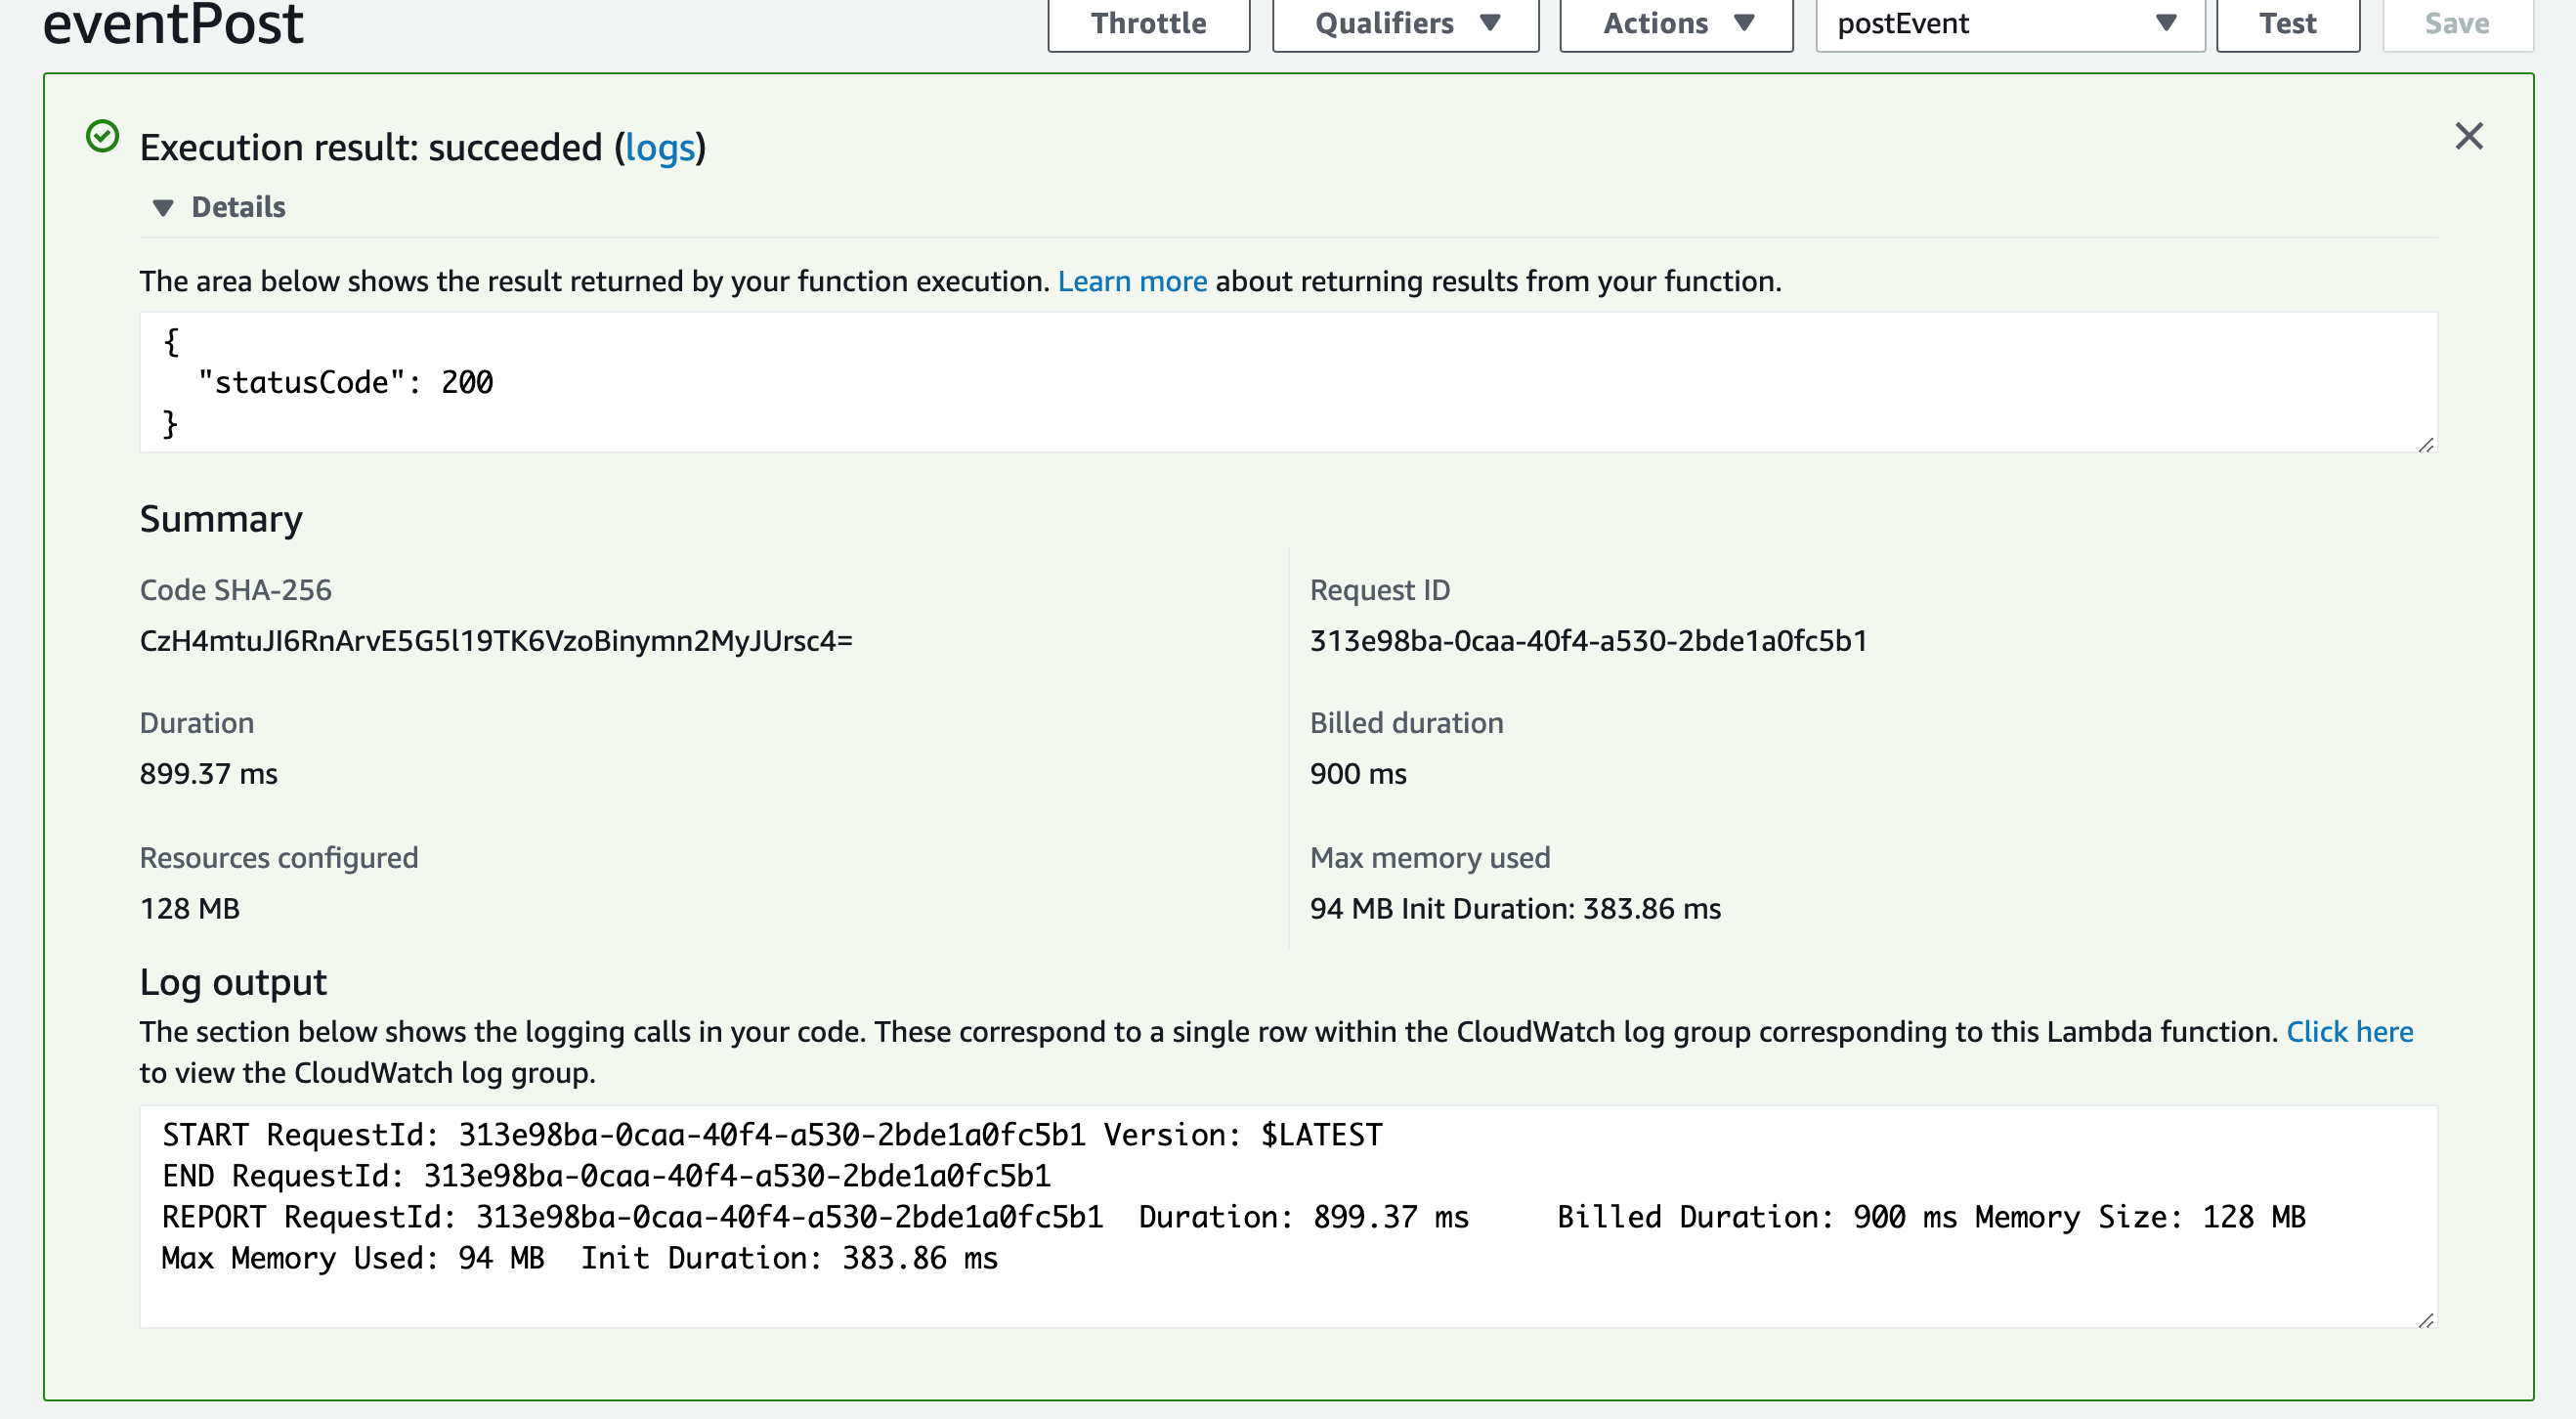 eventPost
Throttle
Qualifiers
Actions
postEvent
Test
Save
Execution result: succeeded (logs)
Details
The area below shows the result returned by your function execution. Learn more about returning results from your function.
{
"statusCode": 200
}
Summary
Code SHA-256
CzH4mtuJI6RnArvE5G5l19TK6VzoBinymn2MyJUrsc4=
Request ID
313e98ba-0caa-40f4-a530-2bde1a0fc5b1
Duration
899.37 ms
Billed duration
900 ms
Resources configured
128 MB
Max memory used
94 MB Init Duration: 383.86 ms
Log output
The section below shows the logging calls in your code. These correspond to a single row within the CloudWatch log group corresponding to this Lambda function. Click here
to view the CloudWatch log group.
START RequestId: 313e98ba-0caa-40f4-a530-2bde1a0fc5b1 Version: $LATEST
END RequestId: 313e98ba-0caa-40f4-a530-2bde1a0fc5b1
REPORT RequestId: 313e98ba-0caa-40f4-a530-2bde1a0fc5b1 Duration: 899.37 ms Billed Duration: 900 ms Memory Size: 128 MB
Max Memory Used: 94 MB Init Duration: 383.86 ms